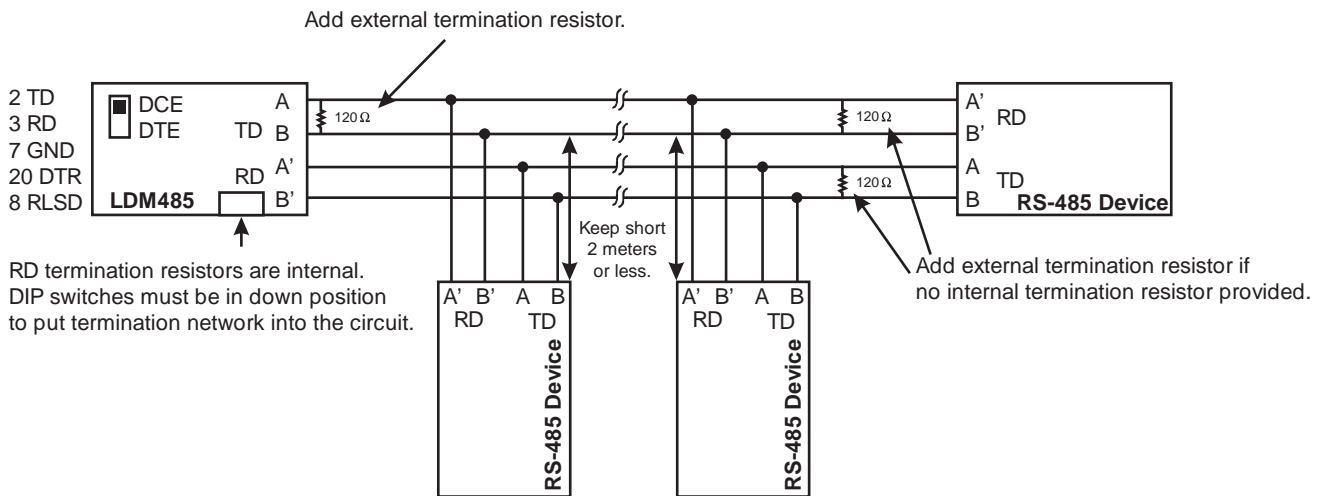 Add external termination resistor.
2 TD
3 RD
7 GND
20 DTR
8 RLSD
DCE
DTE
TD
A
B
RD
A'
B'
LDM485
120Ω
120Ω
120Ω
A'
B'
RD
A
B
TD
RS-485 Device
Keep short
2 meters
or less.
RD termination resistors are internal.
DIP switches must be in down position
to put termination network into the circuit.
Add external termination resistor if
no internal termination resistor provided.
A' B' A B
RD TD
RS-485 Device
A' B' A B
RD TD
RS-485 Device